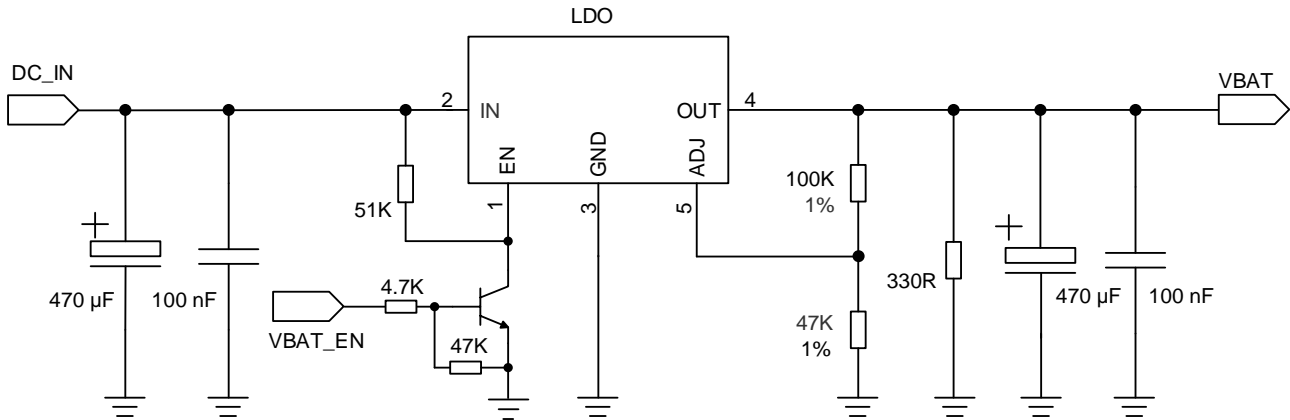 LDO
DC_IN
VBAT
2
IN
OUT
4
EN
GND
ADJ
1
3
5
51K
100K
1%
470 µF
100 nF
4.7K
VBAT_EN
47K
330R
47K
1%
470 µF
100 nF